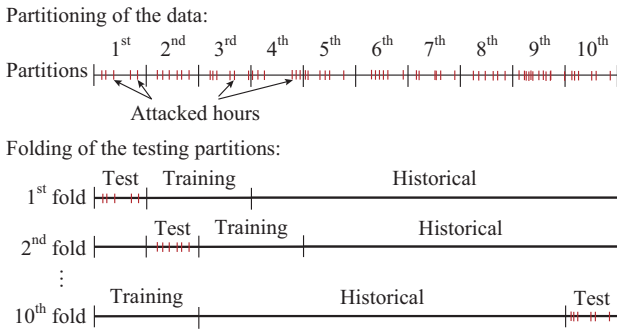 Partitioning of the data:
1st 2nd 3rd 4th 5th 6th 7th 8th 9th 10th
Partitions
Attacked hours
Folding of the testing partitions:
Test Training Historical
1st fold
Test Training Historical
2nd fold
⋮
Training Historical Test
10th fold